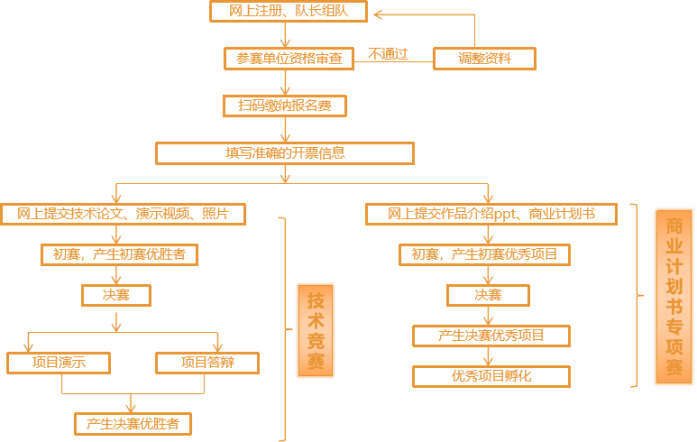 网上注册、队长组队
参赛单位资格审查
不通过
调整资料
扫码缴纳报名费
填写准确的开票信息
网上提交技术论文、演示视频、照片
初赛，产生初赛优胜者
决赛
项目演示
项目答辩
产生决赛优胜者
技术竞赛
网上提交作品介绍ppt、商业计划书
初赛，产生初赛优秀项目
决赛
产生决赛优秀项目
优秀项目孵化
商业计划书专项赛